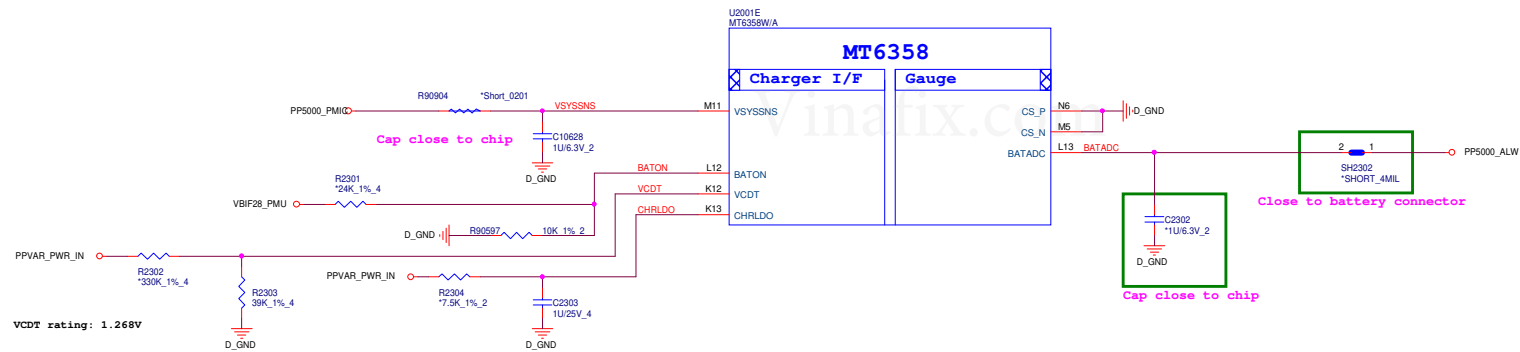 U2001E
MT6358W/A
MT6358
Charger I/F
Gauge
R90904
*Short_0201
PP5000_PMIC
VSYSSNS
M11
VSYSSNS
Cap close to chip
C10628
1U/6.3V_2
D_GND
CS_P
N6
D_GND
CS_N
M5
BATADC
L13
BATADC
2
1
PP5000_ALW
SH2302
*SHORT_4MIL
Close to battery connector
BATON
L12
BATON
R2301
*24K_1%_4
VCDT
K12
VCDT
VBIF28_PMU
CHRLDO
K13
CHRLDO
D_GND
R90597
10K_1%_2
C2302
*1U/6.3V_2
D_GND
Cap close to chip
PPVAR_PWR_IN
R2302
*330K_1%_4
PPVAR_PWR_IN
R2303
39K_1%_4
R2304
*7.5K_1%_2
C2303
1U/25V_4
VCDT rating: 1.268V
D_GND
D_GND
Vinafix.com